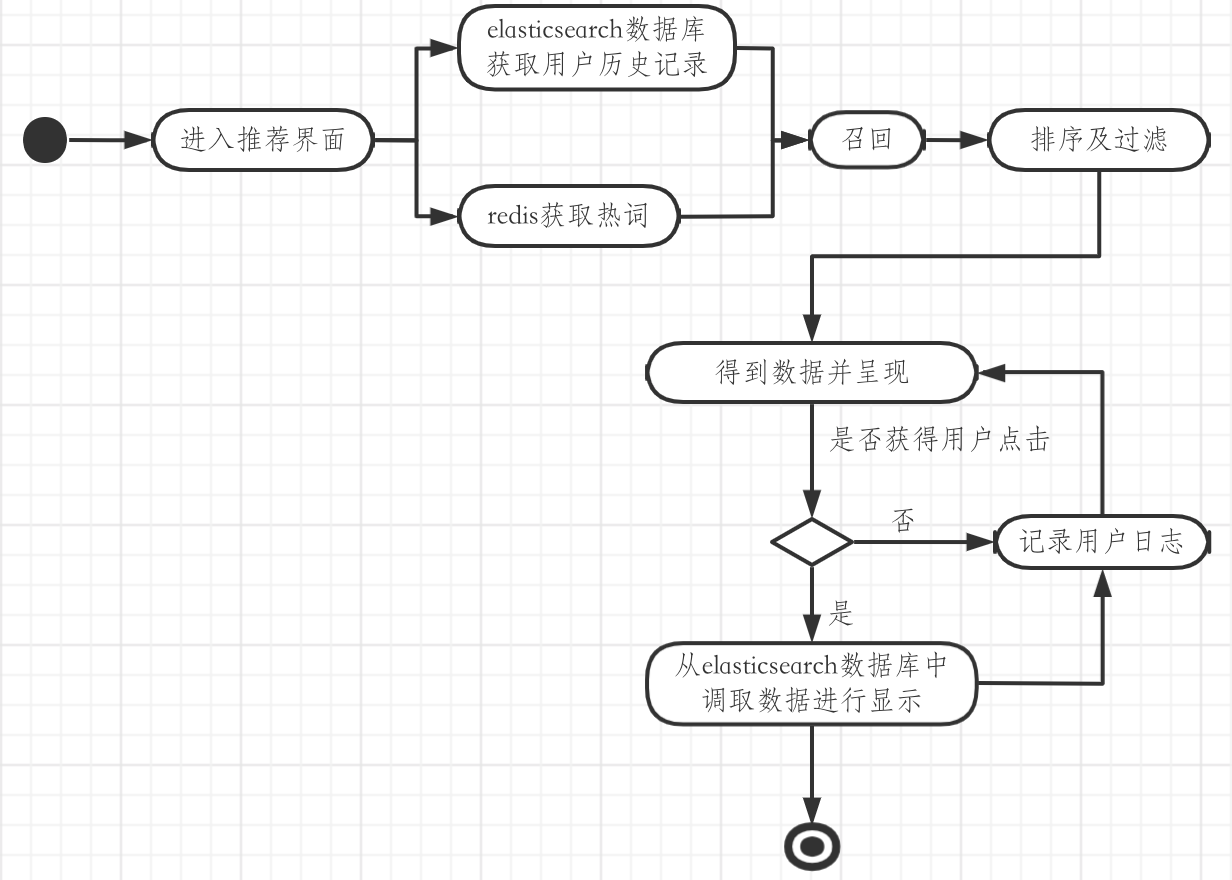 elasticsearch数据库
获取用户历史记录
进入推荐界面
召回
排序及过滤
redis获取热词
得到数据并呈现
是否获得用户点击
否
记录用户日志
是
从elasticsearch数据库中
调取数据进行显示